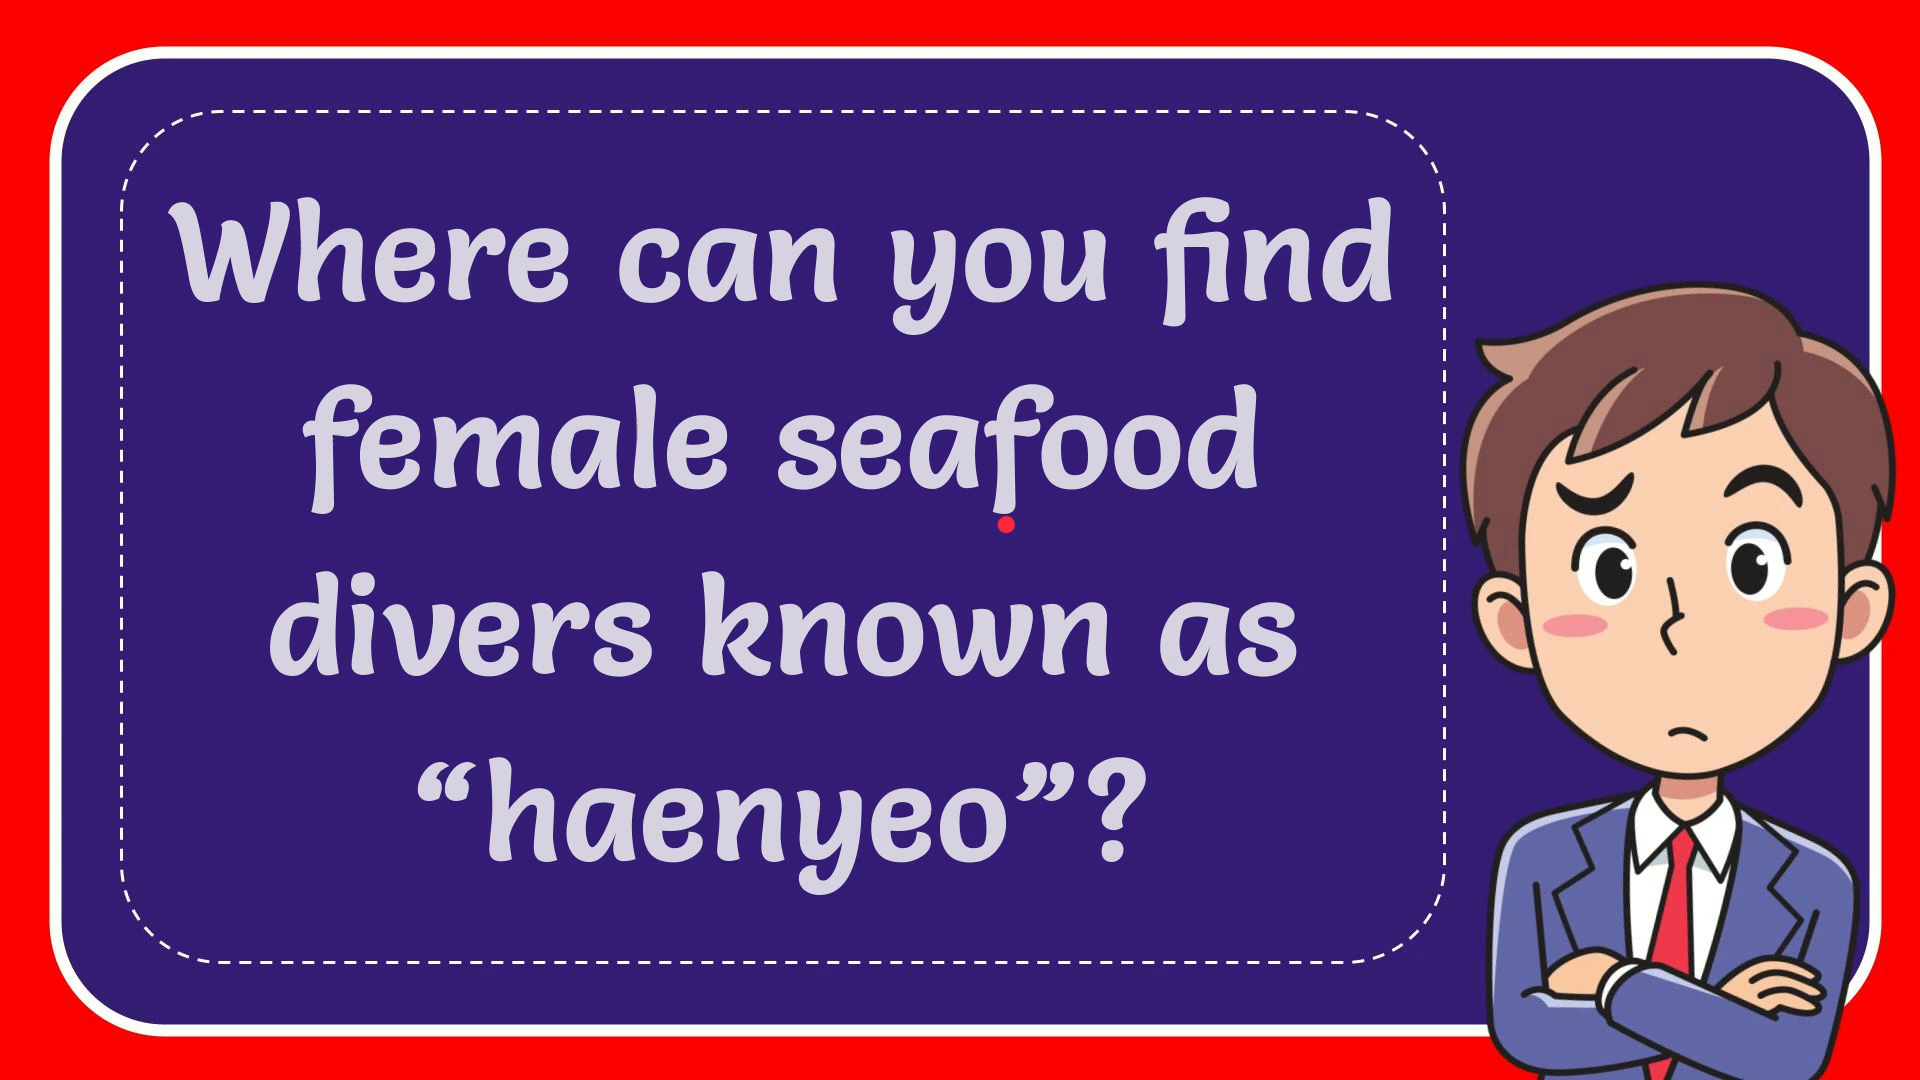 Where can you find
female seafood
divers known as
“haenyeo”?